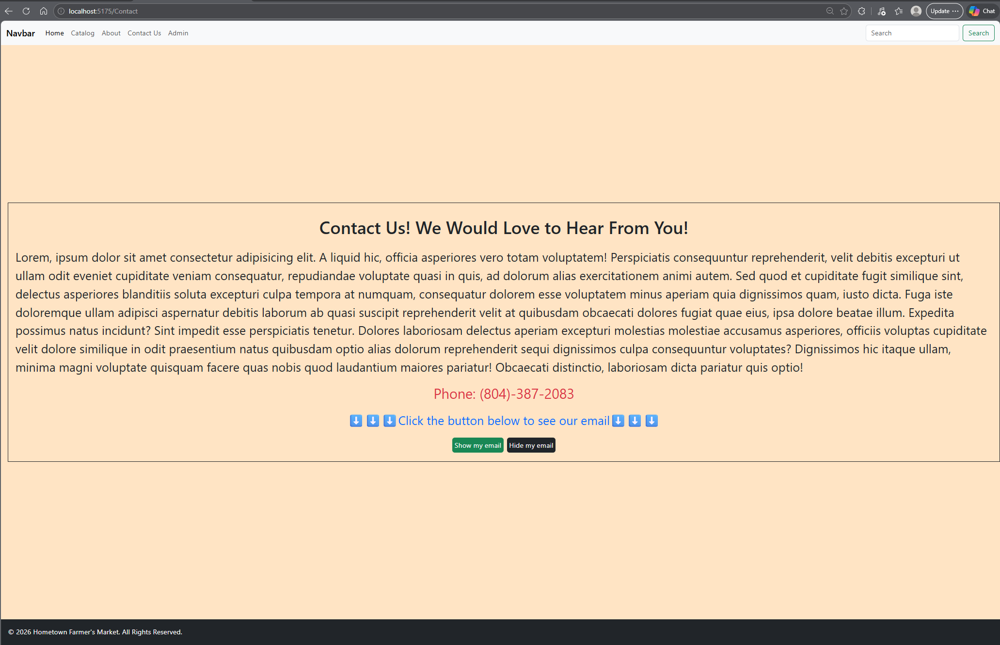 localhost:5175/Contact
Update
Chat
Navbar Home Catalog About Contact Us Admin
Search
Search
Contact Us! We Would Love to Hear From You!
Lorem, ipsum dolor sit amet consectetur adipisicing elit. A liquid hic, officia asperiores vero totam voluptatem! Perspiciatis consequuntur reprehenderit, velit debitis excepturi ut
ullam odit eveniet cupiditate veniam consequatur, repudiandae voluptate quasi in quis, ad dolorum alias exercitationem animi autem. Sed quod et cupiditate fugit similique sint,
delectus asperiores blanditiis soluta excepturi culpa tempora at numquam, consequatur dolorem esse voluptatem minus aperiam quia dignissimos quam, iusto dicta. Fuga iste
doloremque ullam adipisci aspernatur debitis laborum ab quasi suscipit reprehenderit velit at quibusdam obcaecati dolores fugiat quae eius, ipsa dolore beatae illum. Expedita
possimus natus incidunt? Sint impedit esse perspiciatis tenetur. Dolores laboriosam delectus aperiam excepturi molestias molestiae accusamus asperiores, officiis voluptas cupiditate
velit dolore similique in odit praesentium natus quibusdam optio alias dolorum reprehenderit sequi dignissimos culpa consequuntur voluptates? Dignissimos hic itaque ullam,
minima magni voluptate quisquam facere quas nobis quod laudantium maiores pariatur! Obcaecati distinctio, laboriosam dicta pariatur quis optio!
Phone: (804)-387-2083
⬇️ ⬇️ ⬇️Click the button below to see our email⬇️ ⬇️ ⬇️
Show my email Hide my email
© 2026 Hometown Farmer's Market. All Rights Reserved.